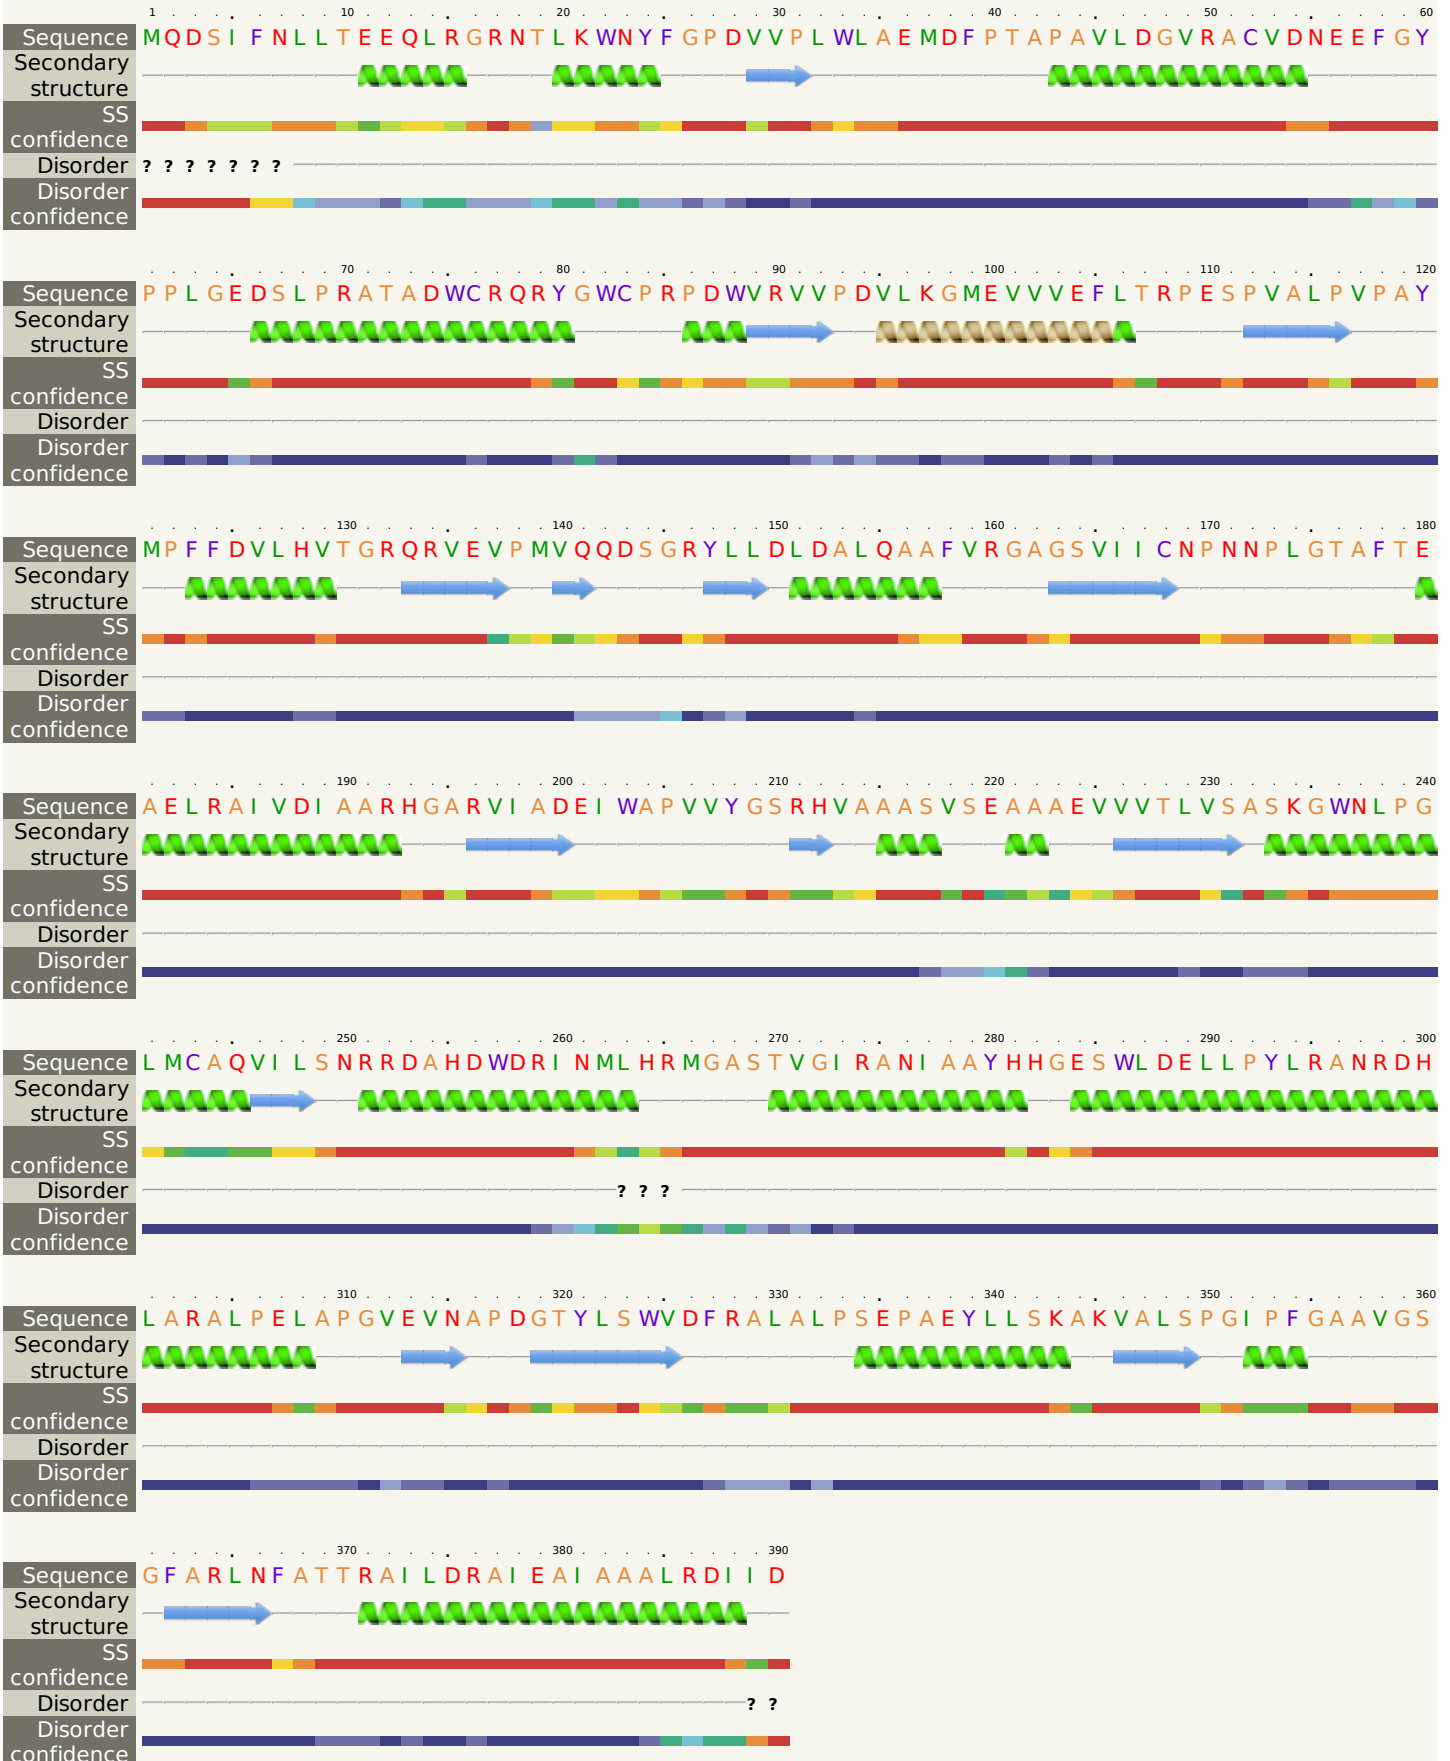 1 10 20 30 40 50 60
Sequence MQDSIFNLLTEEQLRGRNTLKWNYFGPDVVPLWLAEMDFPTAPAVLDGVRACVDNEEFGY
Secondary
structure
SS
confidence
Disorder ? ? ? ? ? ? ?
Disorder
confidence
70 80 90 100 110 120
Sequence PPLGEDSLPRATADWCRQRYGWCPRPDWVRVVPDVLKGMEVVVEFLTRPESPVALPVPAY
Secondary
structure
SS
confidence
Disorder
Disorder
confidence
130 140 150 160 170 180
Sequence MPFFDVLHVTGRQRVEVPMVQQDSGRYLLDLDALQAAFVRGAGSVIICNPNNPLGTAFTE
Secondary
structure
SS
confidence
Disorder
Disorder
confidence
190 200 210 220 230 240
Sequence AELRAIVDIAARHGARVIADEIWAPVVYGSRHVAAASVSEAAAEVVVTLVSASKGWNLPG
Secondary
structure
SS
confidence
Disorder
Disorder
confidence
250 260 270 280 290 300
Sequence LMCAQVILSNRRDAHDWDRINMLHRMGASTVGIRANIAAYHHGESWLDELLPYLRANRDH
Secondary
structure
SS
confidence
Disorder ? ? ?
Disorder
confidence
310 320 330 340 350 360
Sequence LARALPELAPGVEVNAPDGTYLSWVDFRALALPSEPAEYLLSKAKVALSPGIPFGAAVGS
Secondary
structure
SS
confidence
Disorder
Disorder
confidence
370 380 390
Sequence GFARLNFATTRAILDRAIEAIAAALRDIID
Secondary
structure
SS
confidence
Disorder ? ?
Disorder
confidence